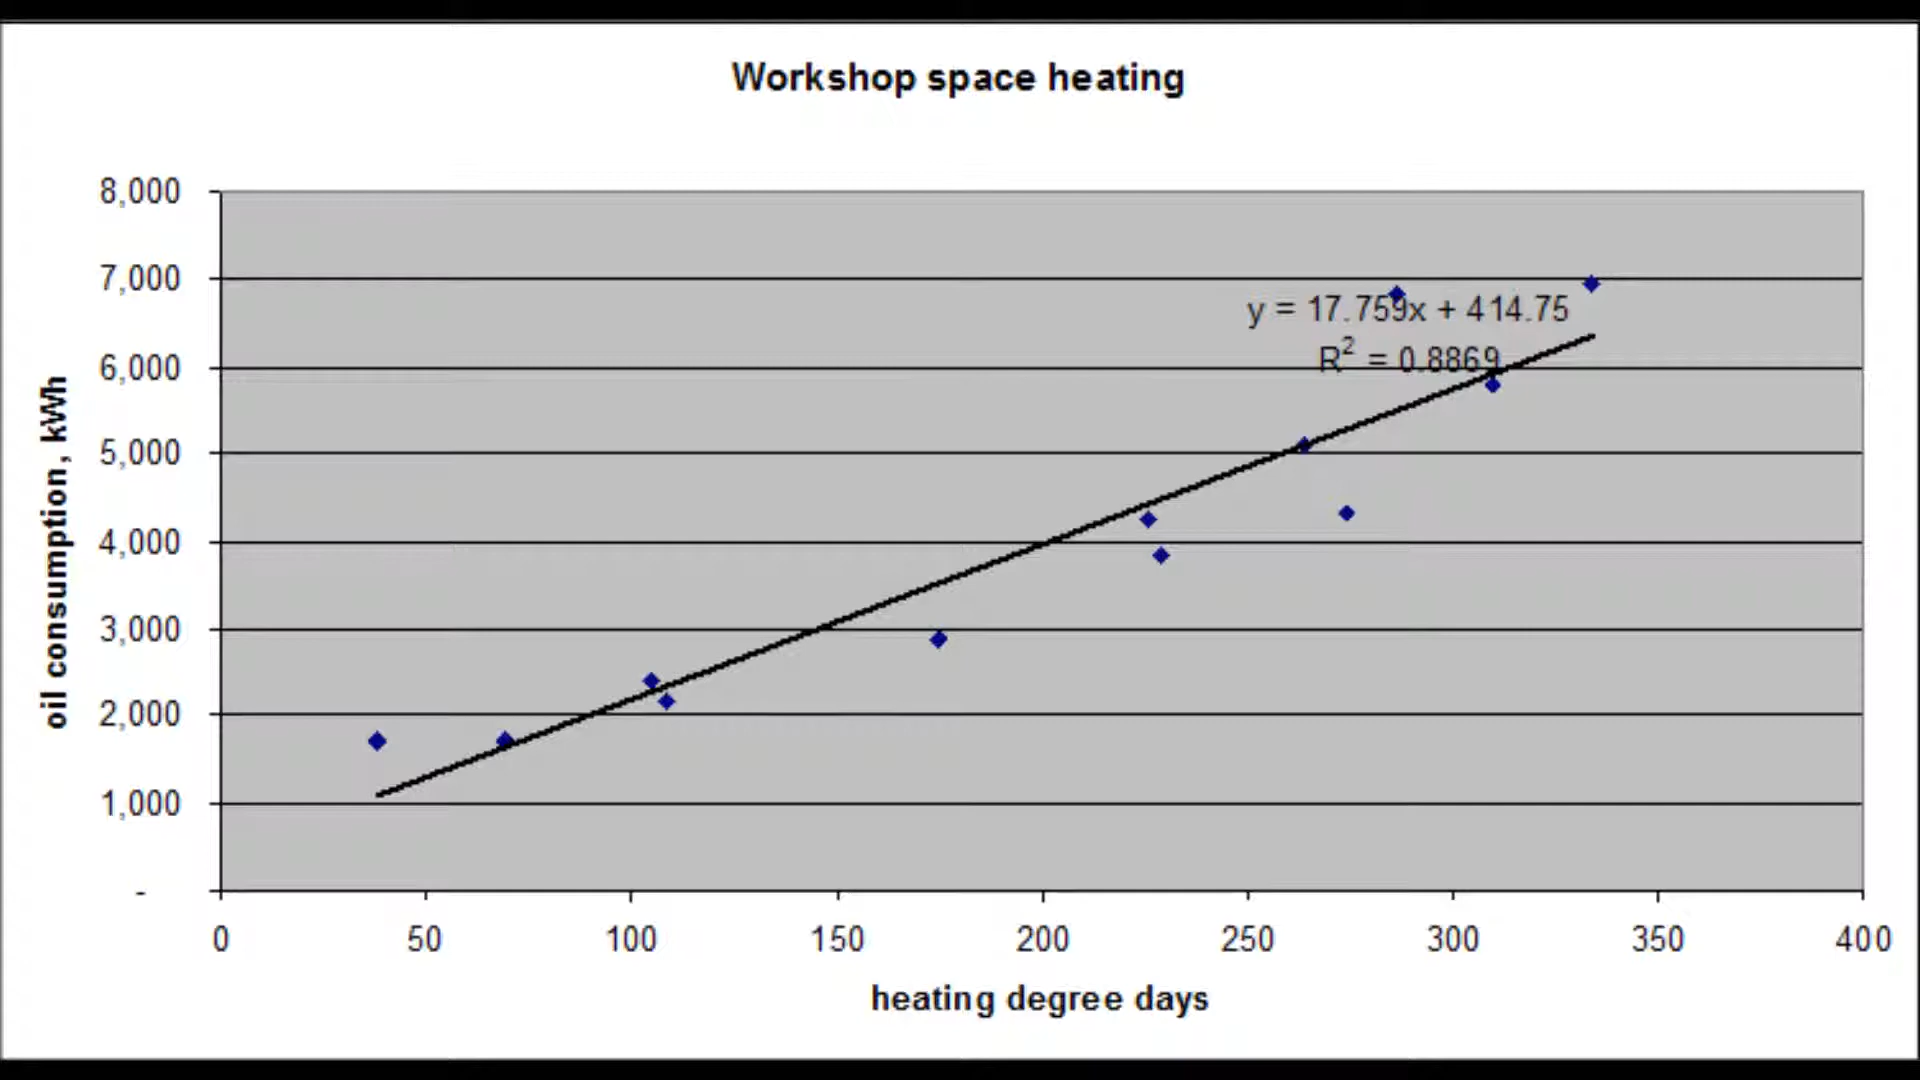 Workshop space heating
8,000
7,000
y = 17.759x + 414.75
R² = 0.8869
6,000
5,000
4,000
3,000
2,000
1,000
-
oil consumption, kWh
0 50 100 150 200 250 300 350 400
heating degree days